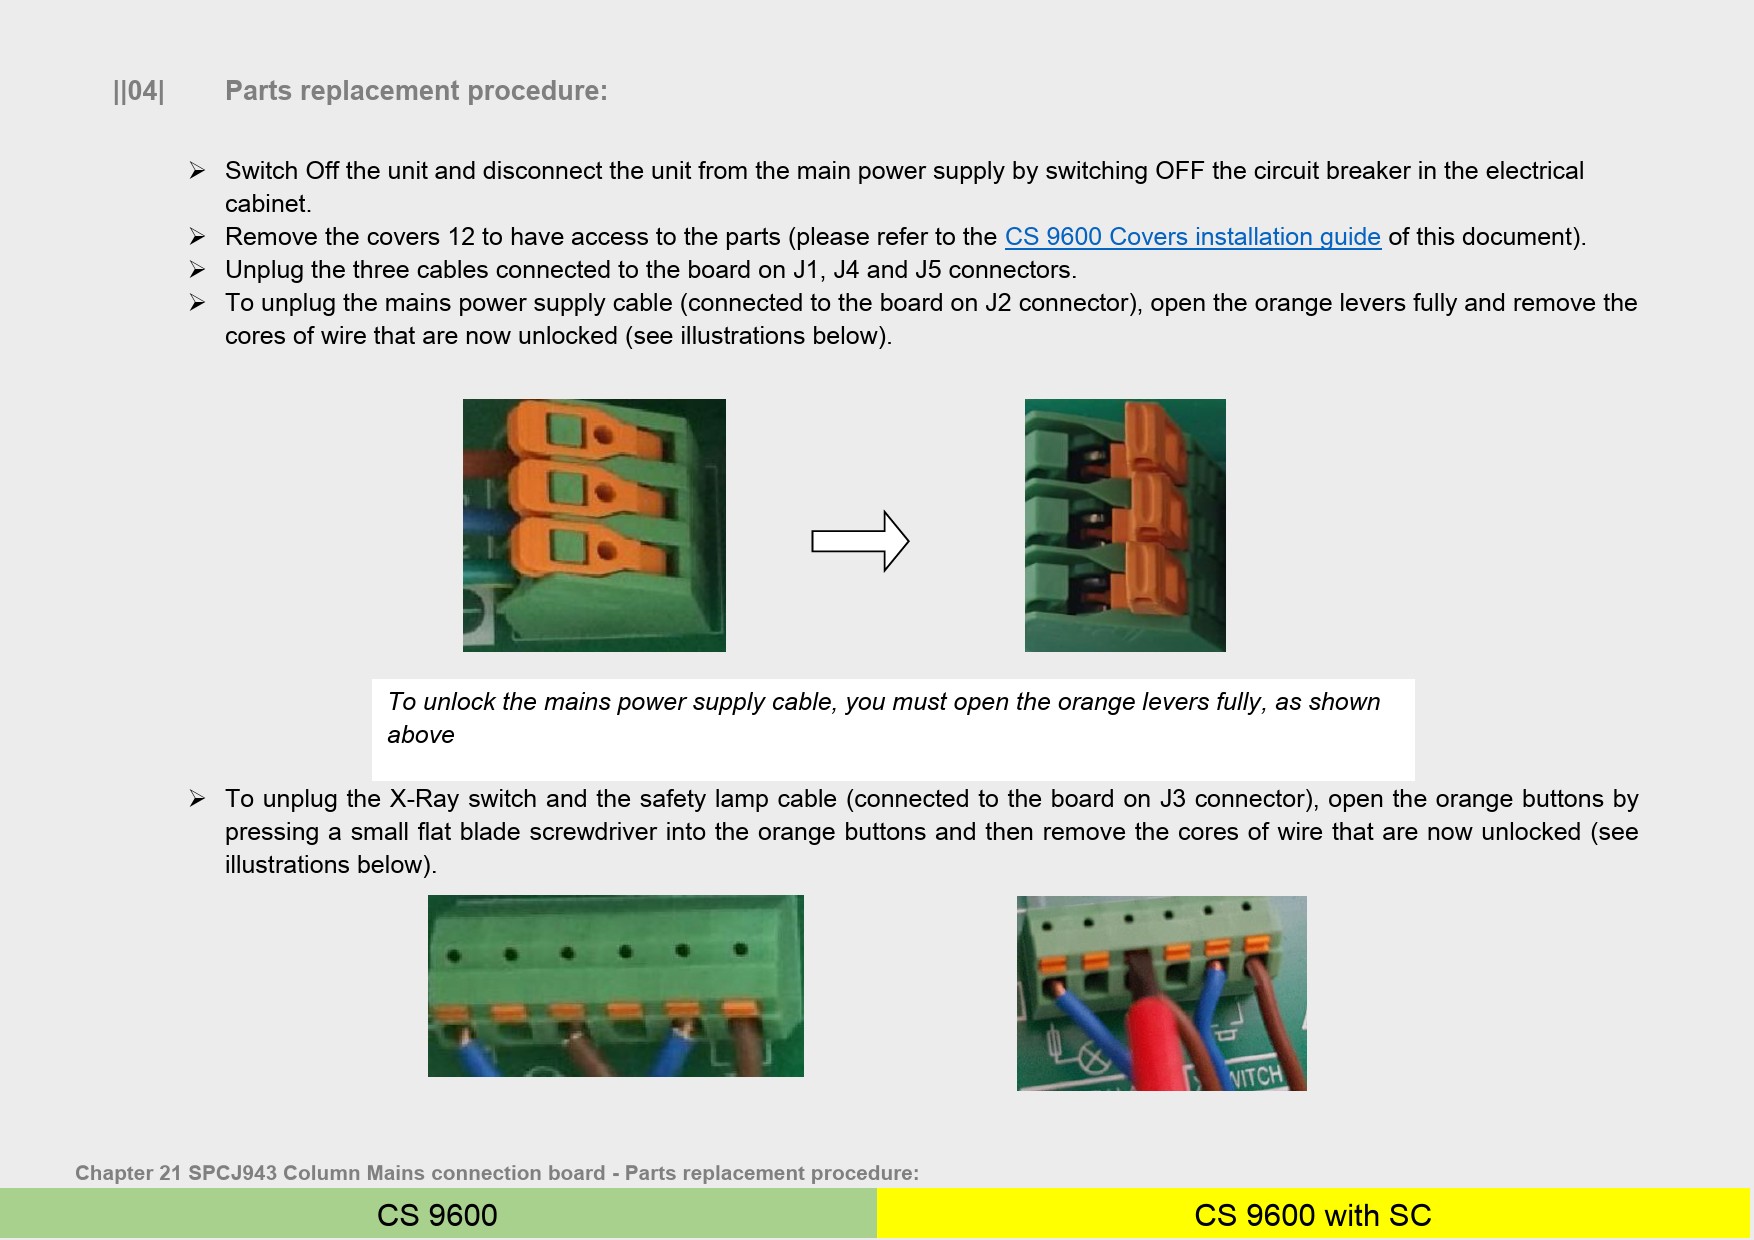 ||04| Parts replacement procedure:
➢ Switch Off the unit and disconnect the unit from the main power supply by switching OFF the circuit breaker in the electrical
cabinet.
➢ Remove the covers 12 to have access to the parts (please refer to the CS 9600 Covers installation guide of this document).
➢ Unplug the three cables connected to the board on J1, J4 and J5 connectors.
➢ To unplug the mains power supply cable (connected to the board on J2 connector), open the orange levers fully and remove the
cores of wire that are now unlocked (see illustrations below).
To unlock the mains power supply cable, you must open the orange levers fully, as shown
above
➢ To unplug the X-Ray switch and the safety lamp cable (connected to the board on J3 connector), open the orange buttons by
pressing a small flat blade screwdriver into the orange buttons and then remove the cores of wire that are now unlocked (see
illustrations below).
Chapter 21 SPCJ943 Column Mains connection board - Parts replacement procedure:
CS 9600
CS 9600 with SC